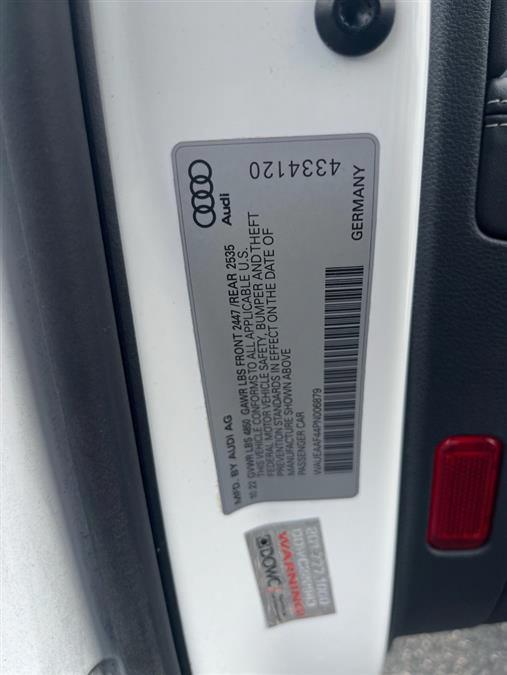 Audi
4334120
MFD. BY AUDI AG
10.22 GVWR LBS 4850 GAWR LBS FRONT 2447 /REAR 2535
THIS VEHICLE CONFORMS TO ALL APPLICABLE U.S.
FEDERAL MOTOR VEHICLE SAFETY, BUMPER AND THEFT
PREVENTION STANDARDS IN EFFECT ON THE DATE OF
MANUFACTURE SHOWN ABOVE
PASSENGER CAR
WAUEAAF44PN006879
GERMANY
DOWC
WARNING!